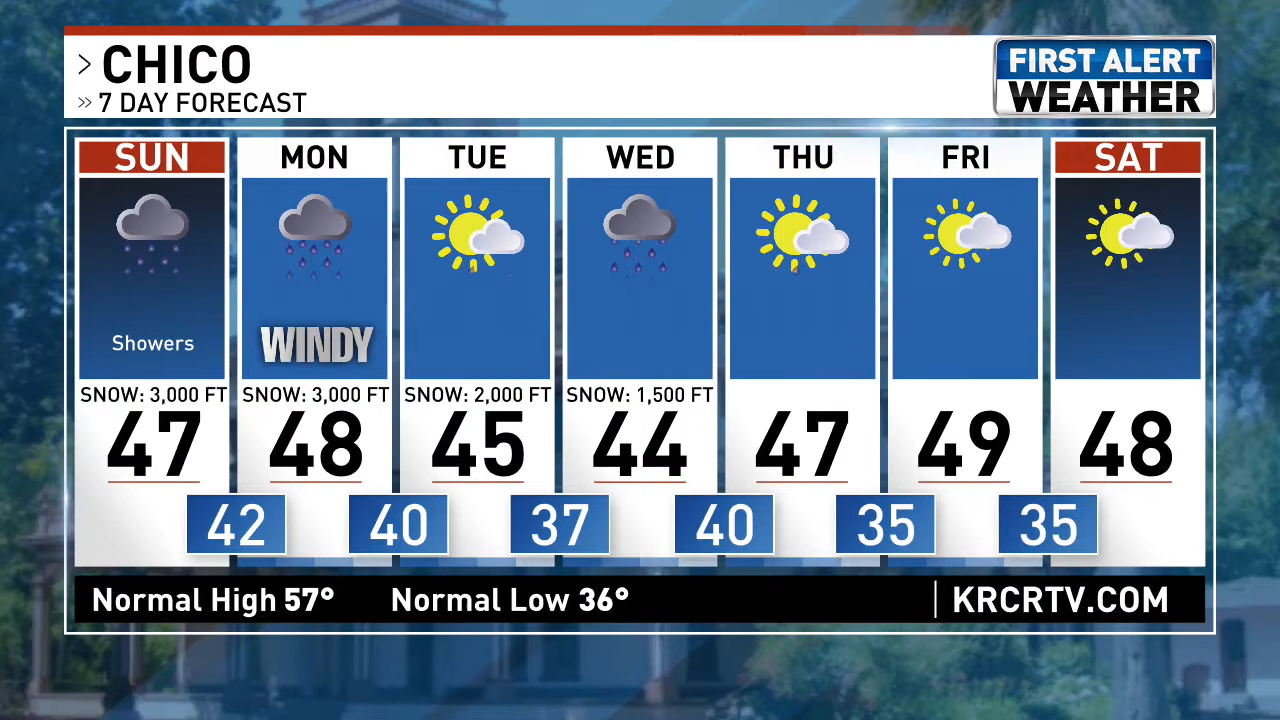 > CHICO
» 7 DAY FORECAST
FIRST ALERT
WEATHER
SUN MON TUE WED THU FRI SAT
Showers
WINDY
SNOW: 3,000 FT SNOW: 3,000 FT SNOW: 2,000 FT SNOW: 1,500 FT
47 48 45 44 47 49 48
42 40 37 40 35 35
Normal High 57° Normal Low 36° KRCRTV.COM